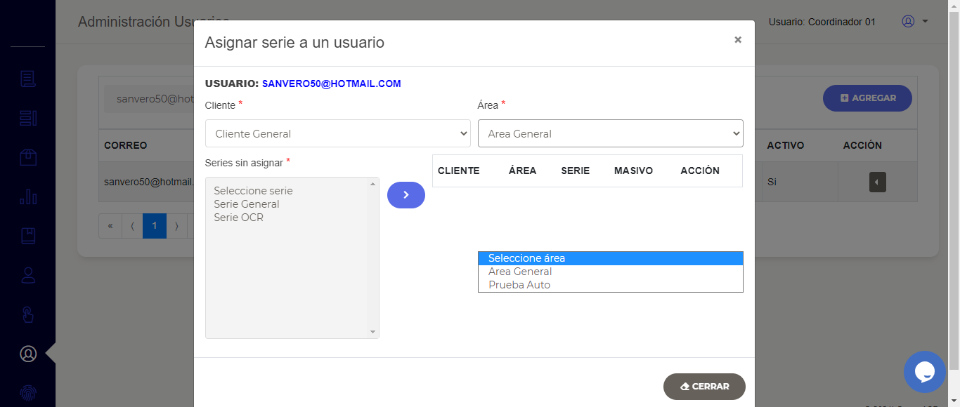 Administración Us
Usuario: Coordinador 01
Asignar serie a un usuario
×
USUARIO: SANVERO50@HOTMAIL.COM
Cliente *
Área *
sanvero50@hot
AGREGAR
Cliente General
Area General
CORREO
ACTIVO
ACCIÓN
Series sin asignar *
CLIENTE ÁREA SERIE MASIVO ACCIÓN
sanvero50@hotmail.
Si
Seleccione serie
Serie General
Serie OCR
« ⟨ 1 ⟩
Seleccione área
Area General
Prueba Auto
CERRAR